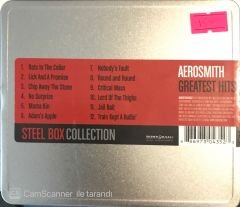 1. Rats In The Cellar
2. Lick And A Promise
3. Chip Away The Stone
4. No Surprize
5. Mama Kin
6. Adam's Apple
7. Nobody's Fault
8. Round and Round
9. Critical Mass
10. Lord Of The Thighs
11. Jail Bait
12. Train Kept A Rollin'
AEROSMITH
GREATEST HITS
STEEL BOX COLLECTION
CamScanner ile tarandı